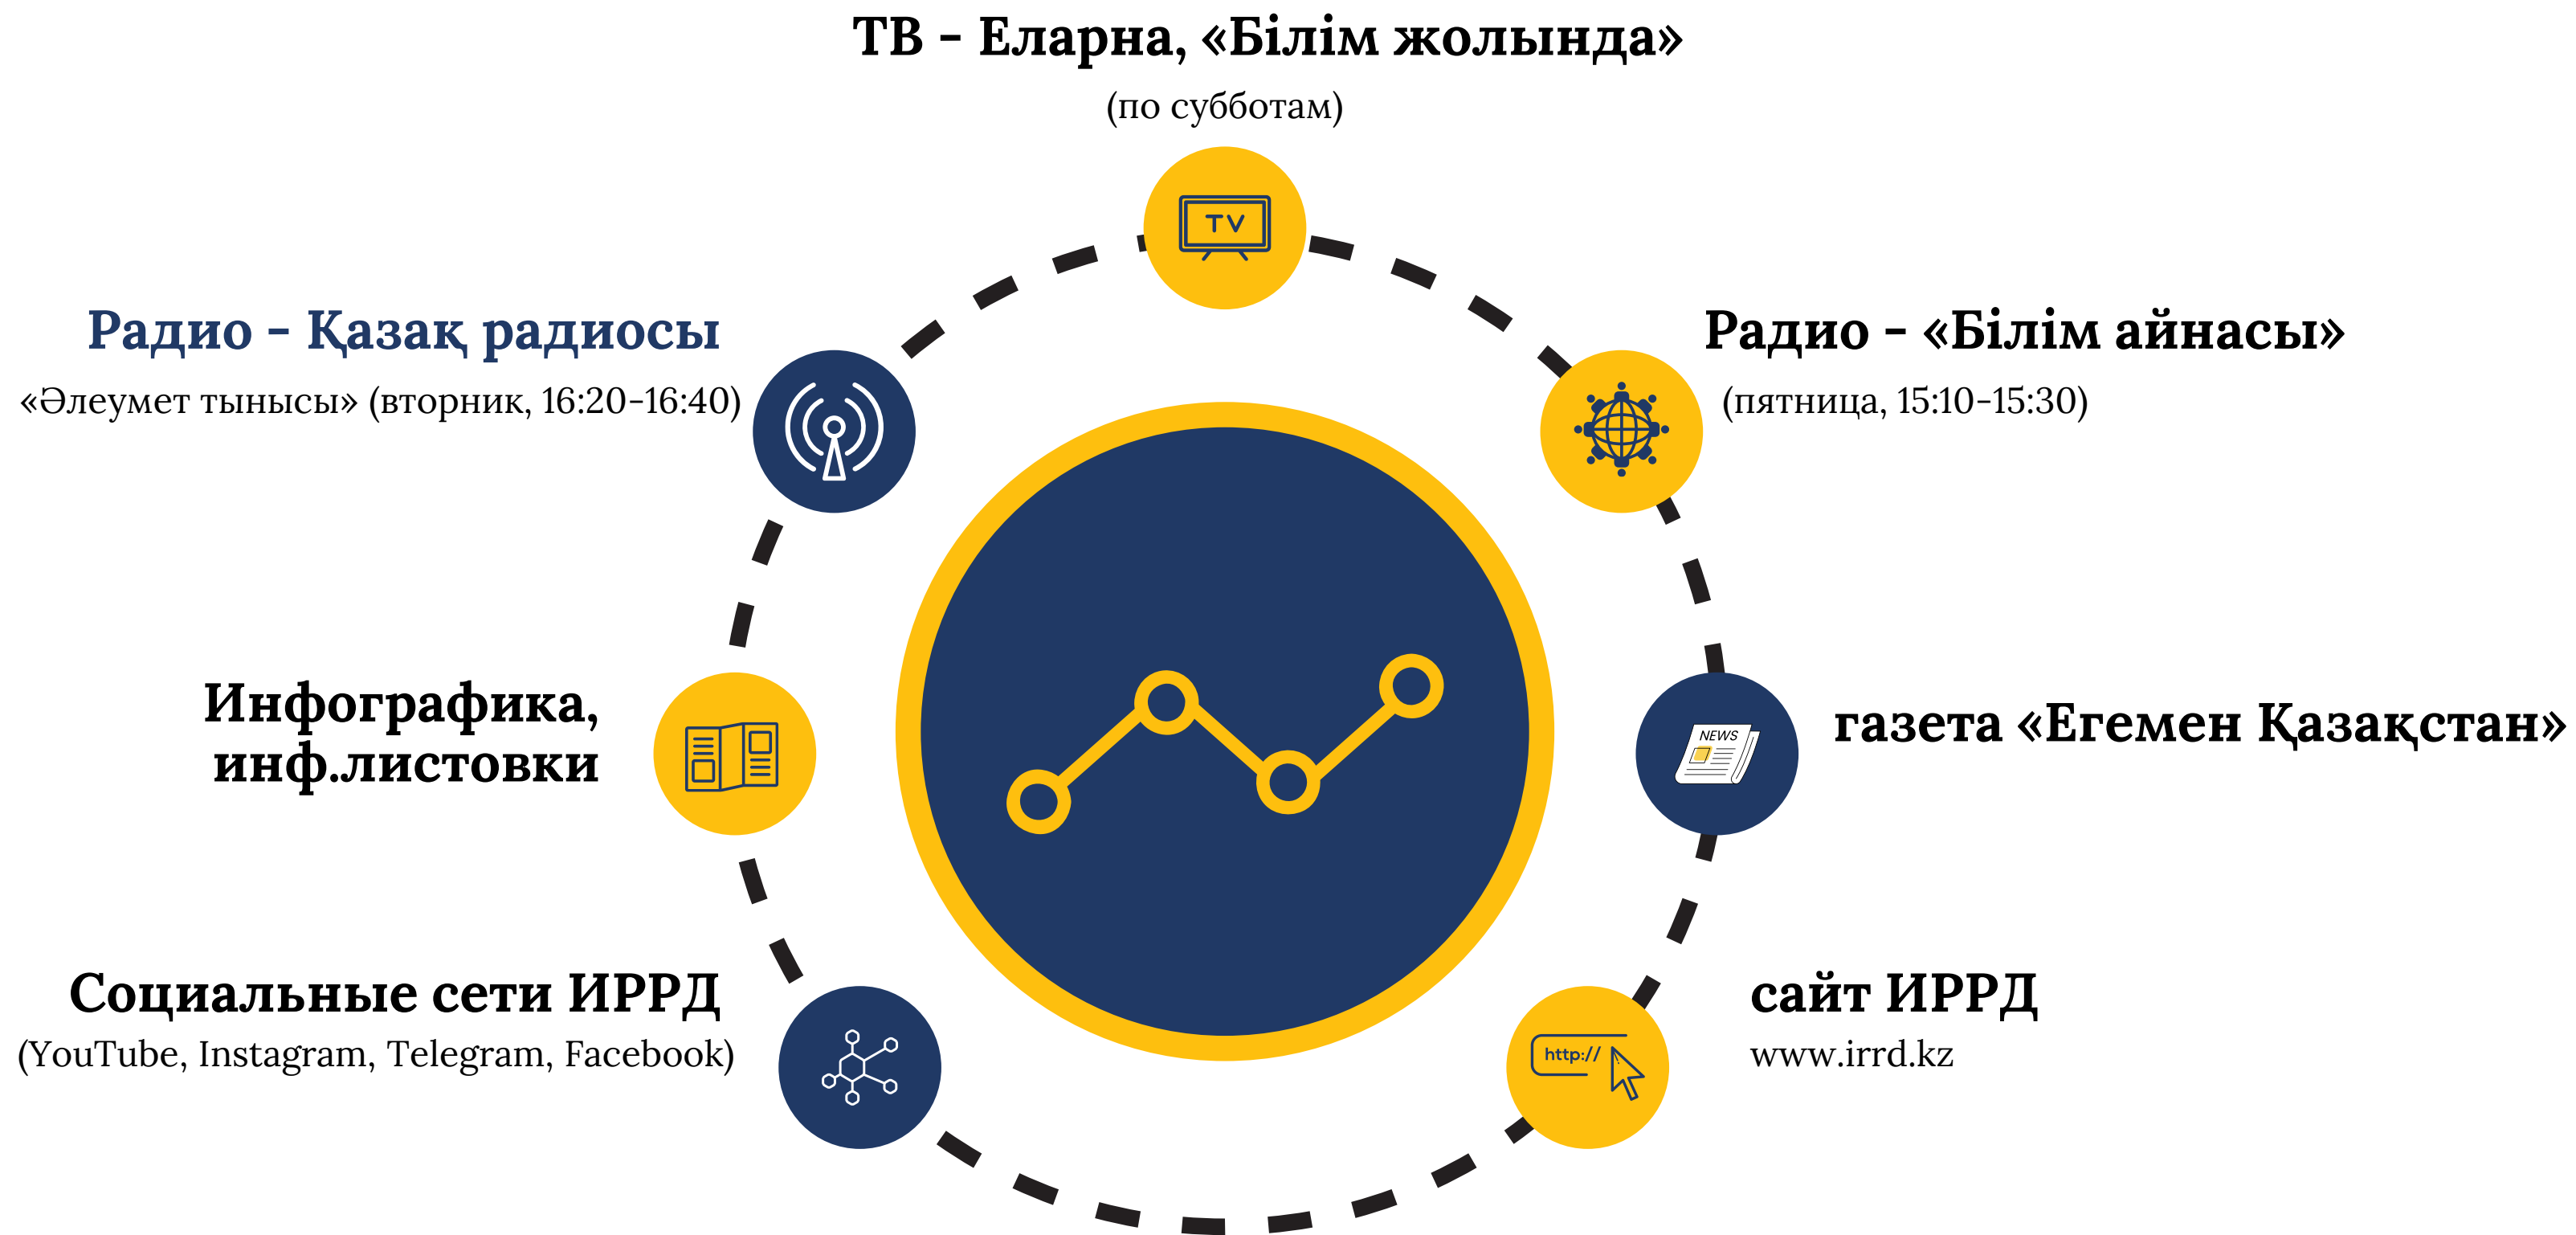 ТВ - Еларна, «Білім жолында»
(по субботам)
TV
Радио - Қазақ радиосы
«Әлеумет тынысы» (вторник, 16:20-16:40)
Радио - «Білім айнасы»
(пятница, 15:10-15:30)
Инфографика,
инф.листовки
NEWS
газета «Егемен Қазақстан»
Социальные сети ИРРД
(YouTube, Instagram, Telegram, Facebook)
http://
сайт ИРРД
www.irrd.kz